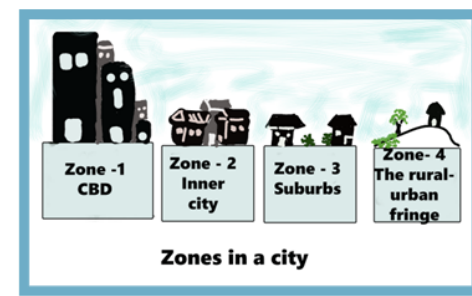 Zone -1
CBD
Zone - 2
Inner
city
Zone - 3
Suburbs
Zone- 4
The rural-
urban
fringe
Zones in a city